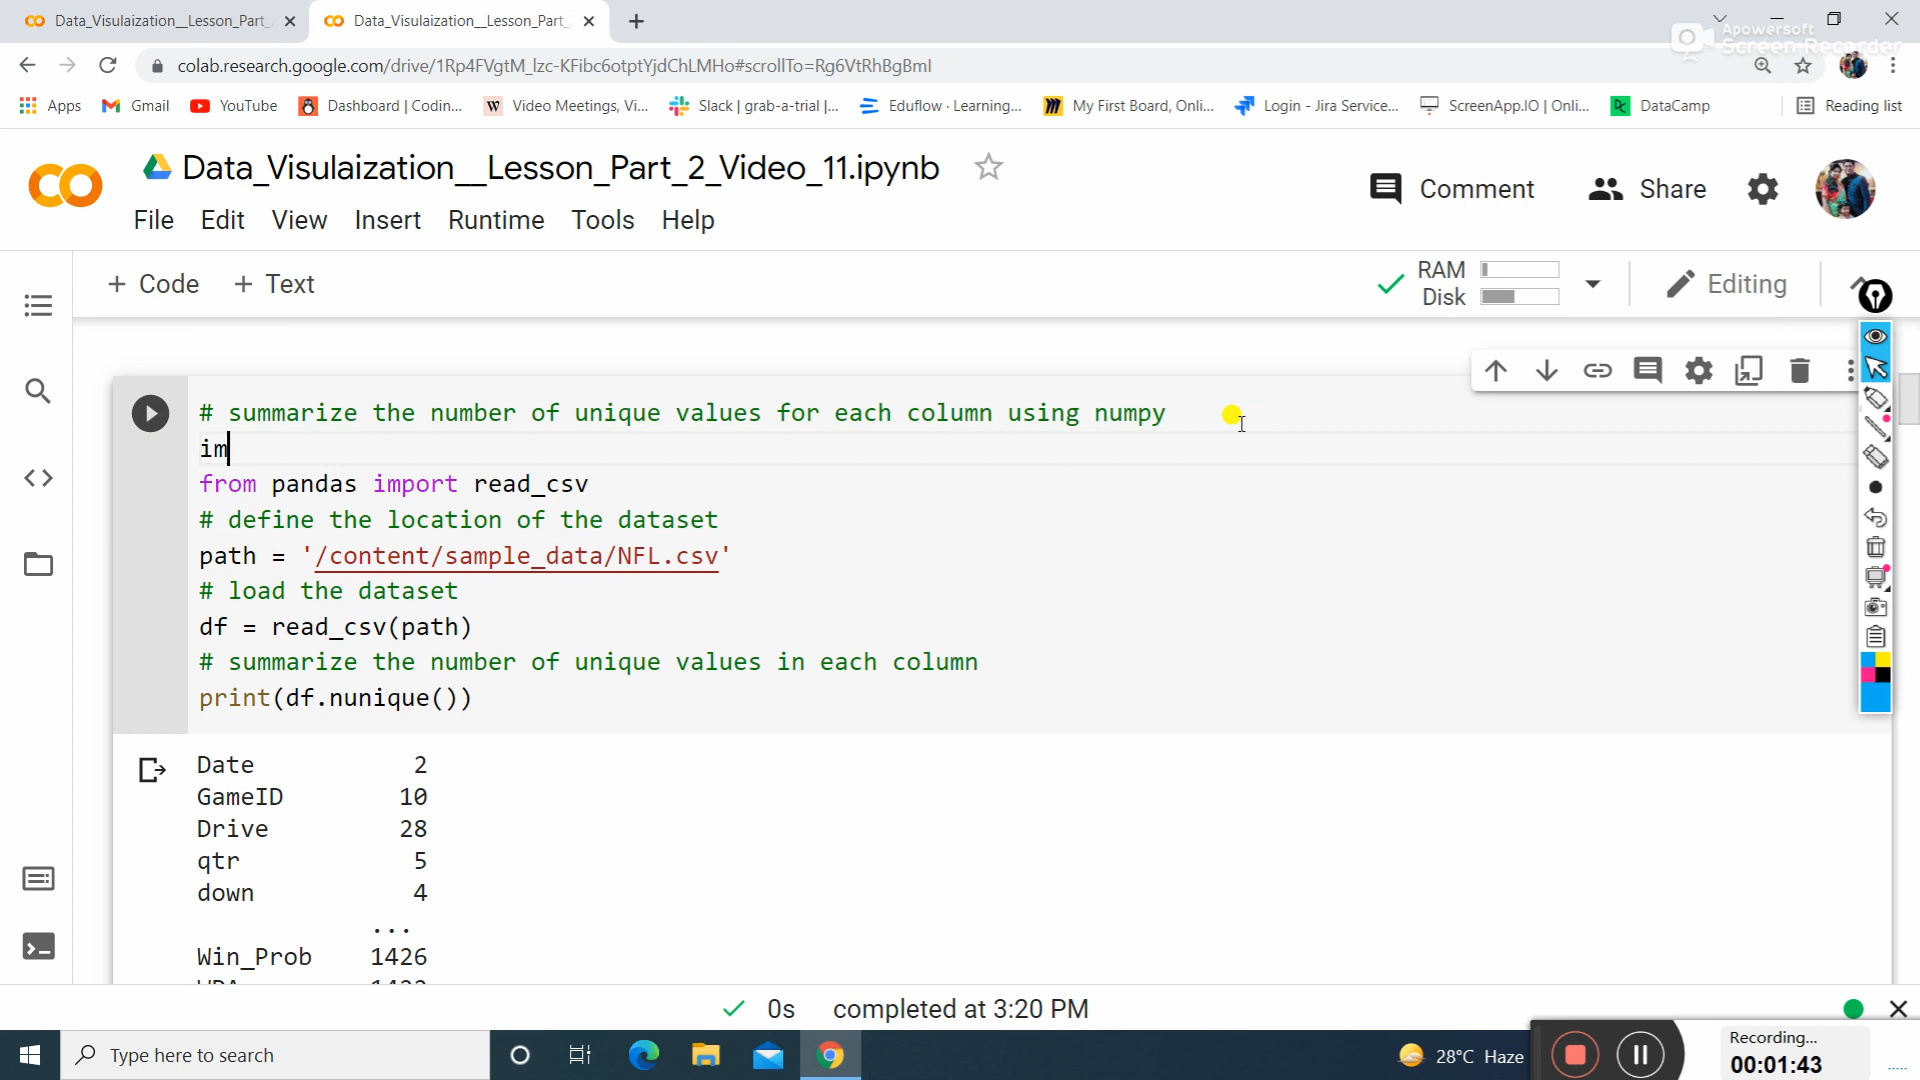 Data_Visulaization__Lesson_Part_
Data_Visulaization__Lesson_Part_
Apowersoft
Screen Recorder
colab.research.google.com/drive/1Rp4FVgtM_lzc-KFibc6otptYjdChLMHo#scrollTo=Rg6VtRhBgBmI
Apps Gmail YouTube Dashboard | Codin... Video Meetings, Vi... Slack | grab-a-trial |... Eduflow · Learning... My First Board, Onli... Login - Jira Service... ScreenApp.IO | Onli... DataCamp Reading list
Data_Visulaization__Lesson_Part_2_Video_11.ipynb
Comment Share
File Edit View Insert Runtime Tools Help
+ Code + Text
RAM
Disk
Editing
# summarize the number of unique values for each column using numpy
im
from pandas import read_csv
# define the location of the dataset
path = '/content/sample_data/NFL.csv'
# load the dataset
df = read_csv(path)
# summarize the number of unique values in each column
print(df.nunique())
Date 2
GameID 10
Drive 28
qtr 5
down 4
...
Win_Prob 1426
0s completed at 3:20 PM
Type here to search
28°C Haze
Recording...
00:01:43